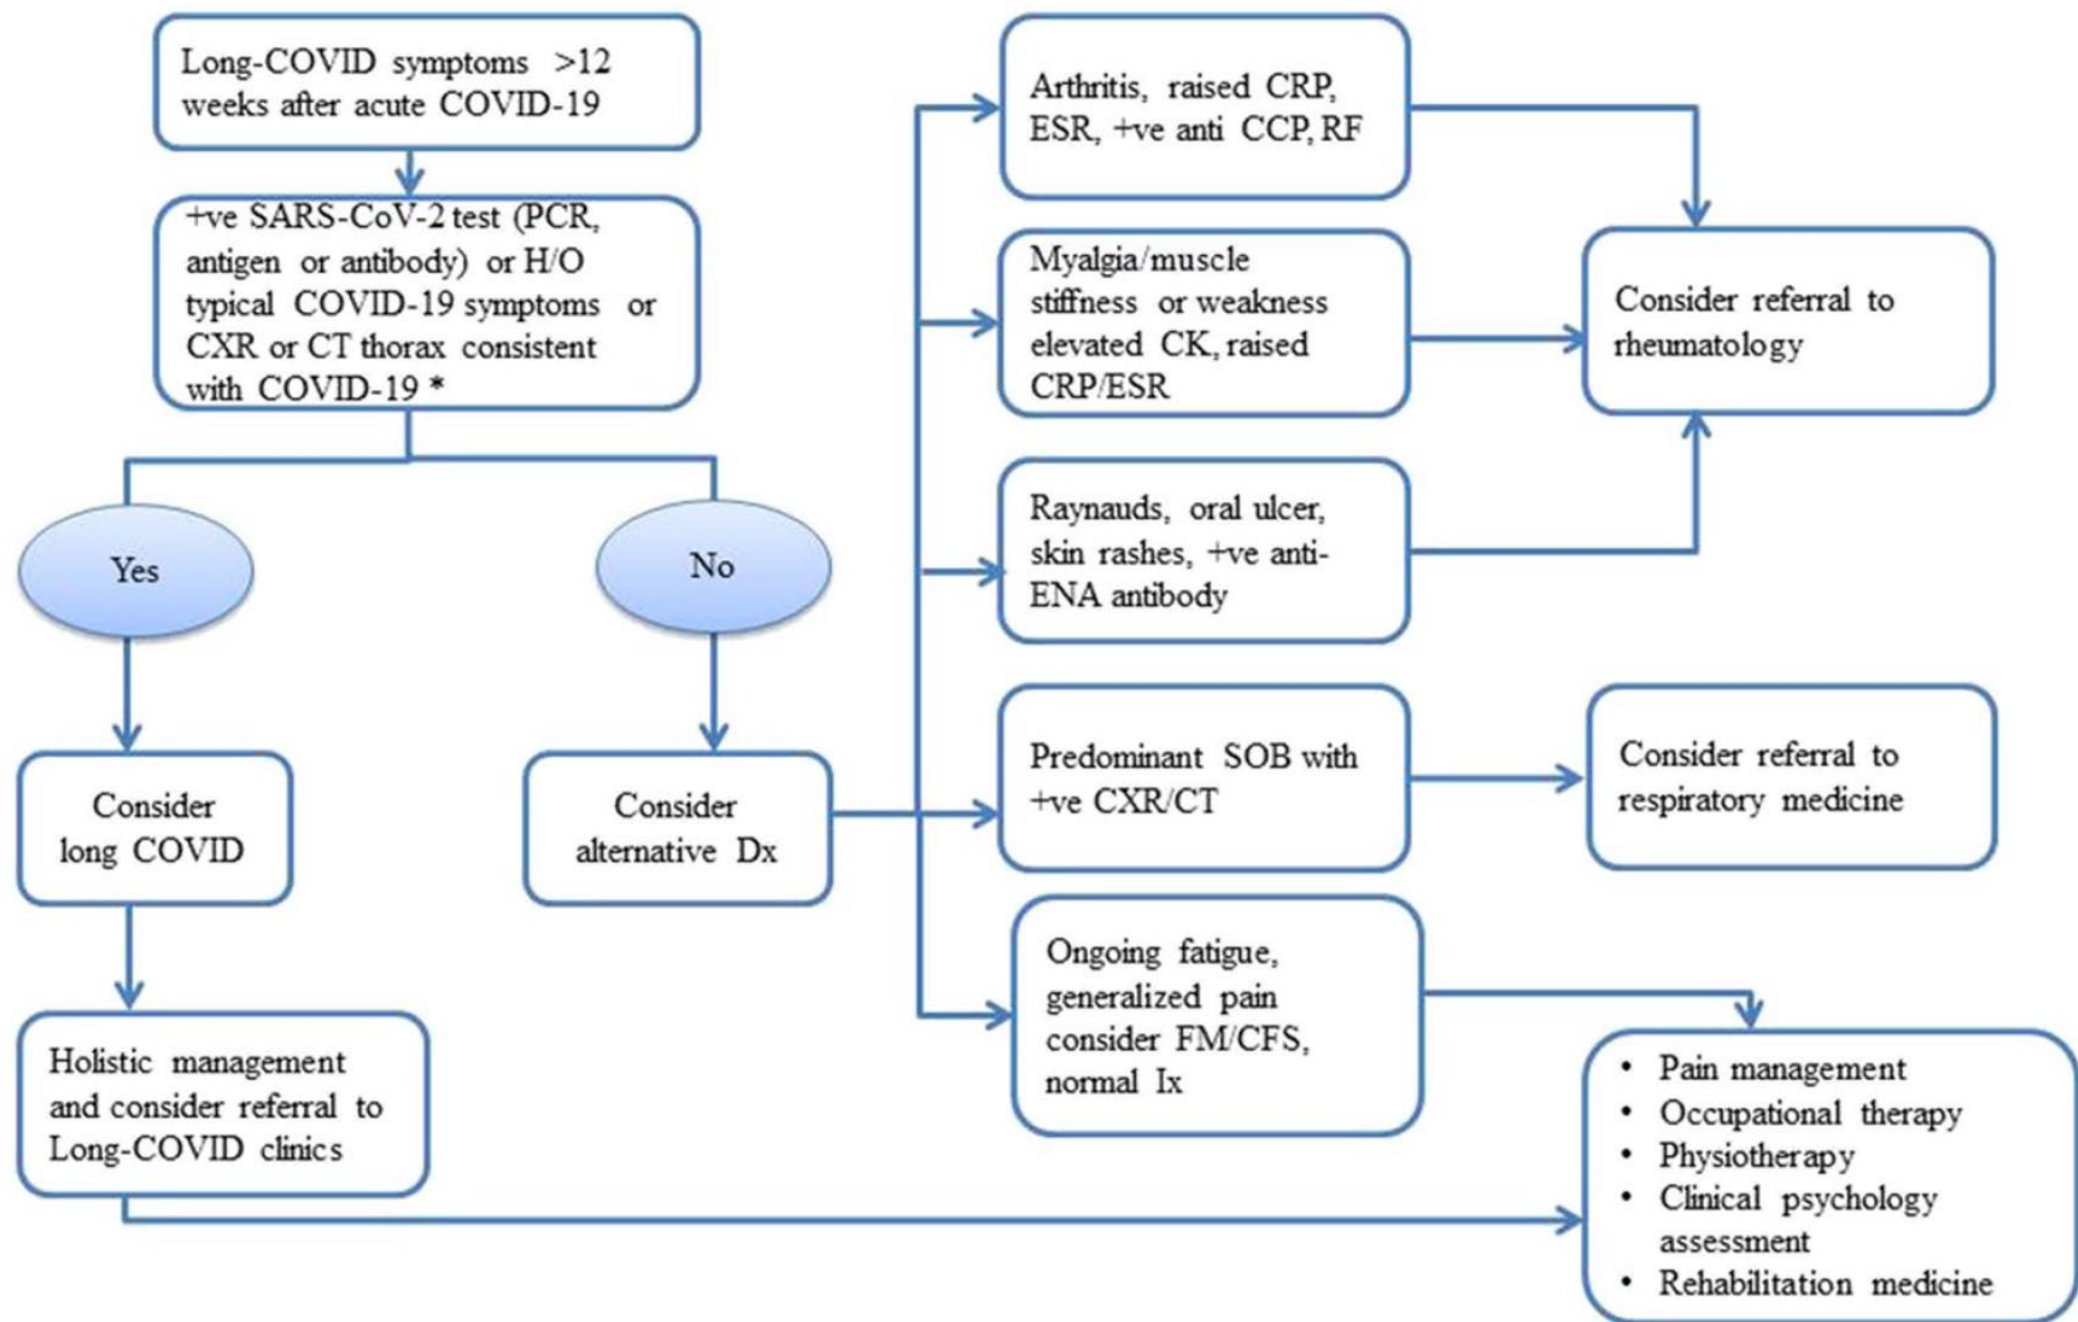 Long-COVID symptoms >12
weeks after acute COVID-19
+ve SARS-CoV-2 test (PCR,
antigen or antibody) or H/O
typical COVID-19 symptoms or
CXR or CT thorax consistent
with COVID-19 *
Yes
No
Consider
long COVID
Consider
alternative Dx
Holistic management
and consider referral to
Long-COVID clinics
Arthritis, raised CRP,
ESR, +ve anti CCP, RF
Myalgia/muscle
stiffness or weakness
elevated CK, raised
CRP/ESR
Raynauds, oral ulcer,
skin rashes, +ve anti-
ENA antibody
Predominant SOB with
+ve CXR/CT
Ongoing fatigue,
generalized pain
consider FM/CFS,
normal Ix
Consider referral to
rheumatology
Consider referral to
respiratory medicine
• Pain management
• Occupational therapy
• Physiotherapy
• Clinical psychology
assessment
• Rehabilitation medicine